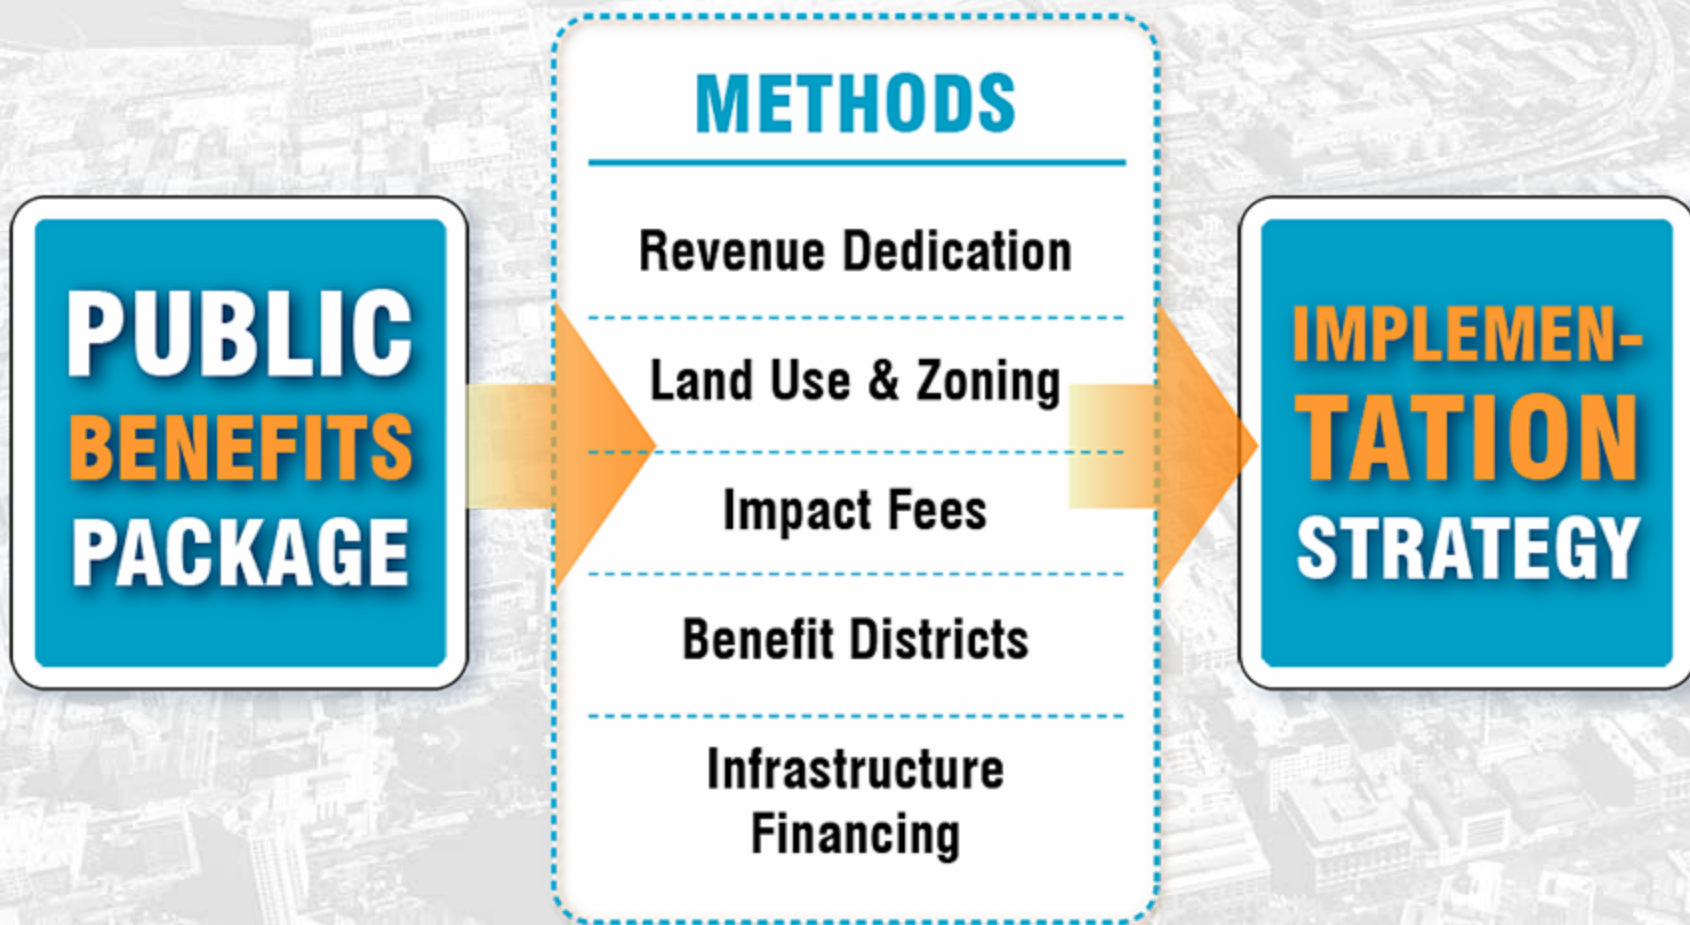 PUBLIC
BENEFITS
PACKAGE
METHODS
Revenue Dedication
Land Use & Zoning
Impact Fees
Benefit Districts
Infrastructure
Financing
IMPLEMEN-
TATION
STRATEGY